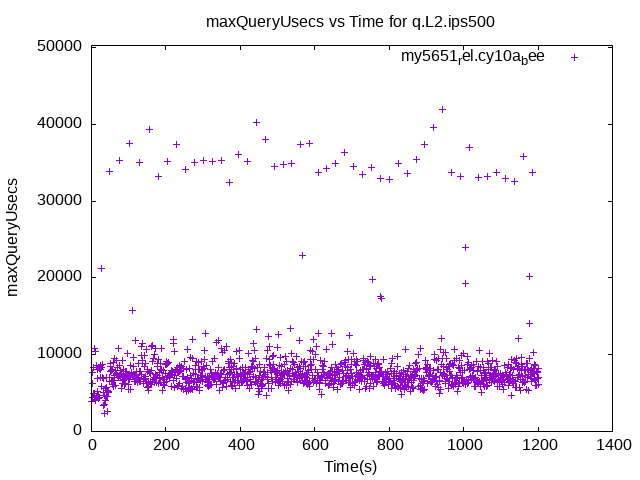 maxQueryUsecs vs Time for q.L2.ips500
my5651rel.cy10abee
50000
40000
30000
20000
10000
0
maxQueryUsecs
0 200 400 600 800 1000 1200 1400
Time(s)